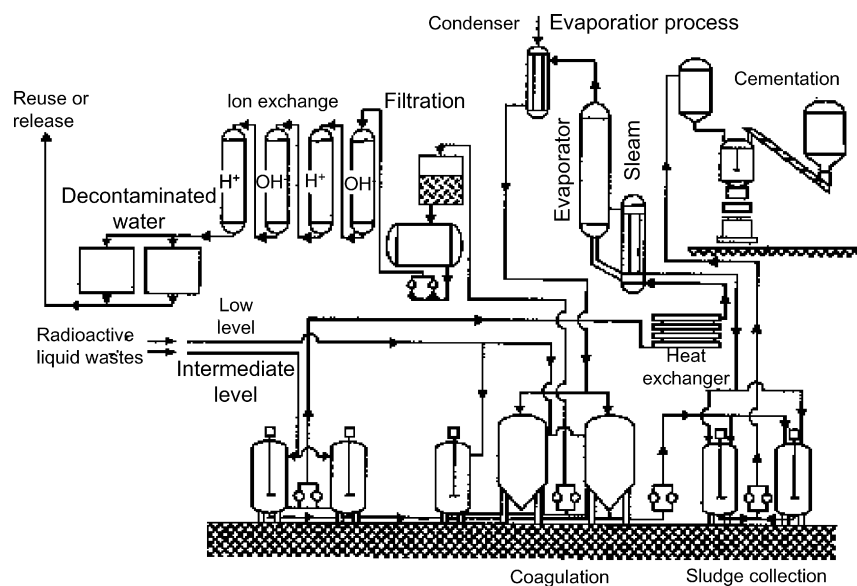 Condenser
Evaporatior process
Cementation
Reuse or
release
Ion exchange
Filtration
Evaporator
Sleam
H⁺
OH⁻
H⁺
OH⁻
Decontaminated
water
Low
level
Radioactive
liquid wastes
Intermediate
level
Heat
exchanger
Coagulation
Sludge collection